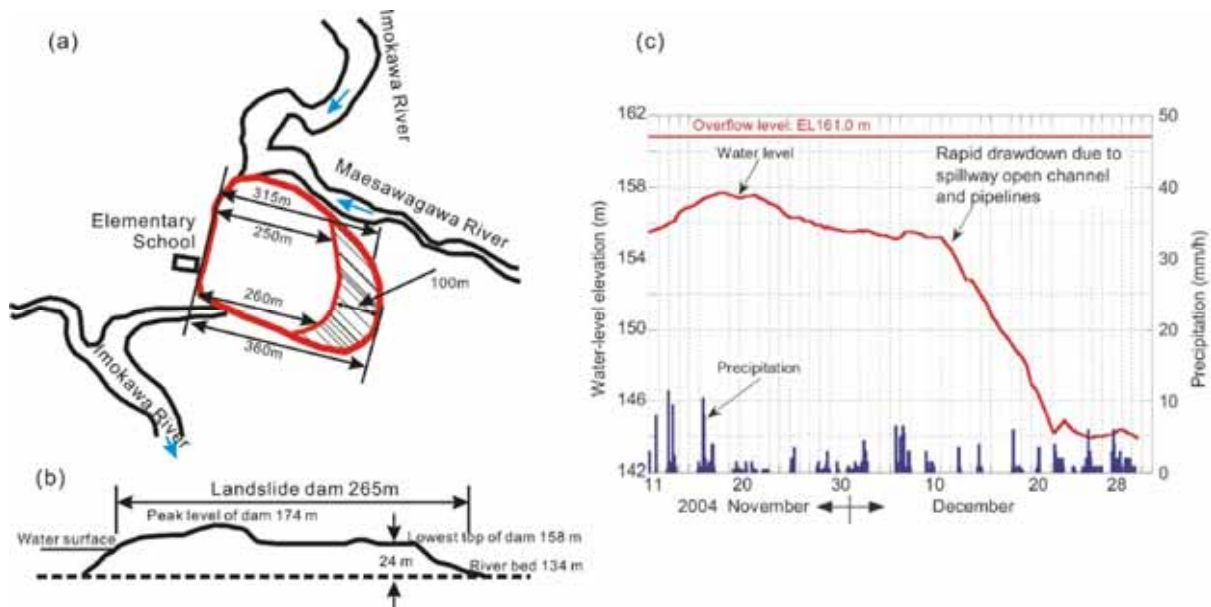 (a)
Imokawa River
Maesawagawa River
Elementary
School
315m
250m
100m
260m
360m
Imokawa River
(b)
Landslide dam 265m
Peak level of dam 174 m
Water surface
Lowest top of dam 158 m
24 m
River bed 134 m
(c)
Water-level elevation (m)
162
158
154
150
146
142
Overflow level: EL161.0 m
Water level
Rapid drawdown due to
spillway open channel
and pipelines
Precipitation
50
40
30
20
10
0
Precipitation (mm/h)
11 20 30 10 20 28
2004 November December